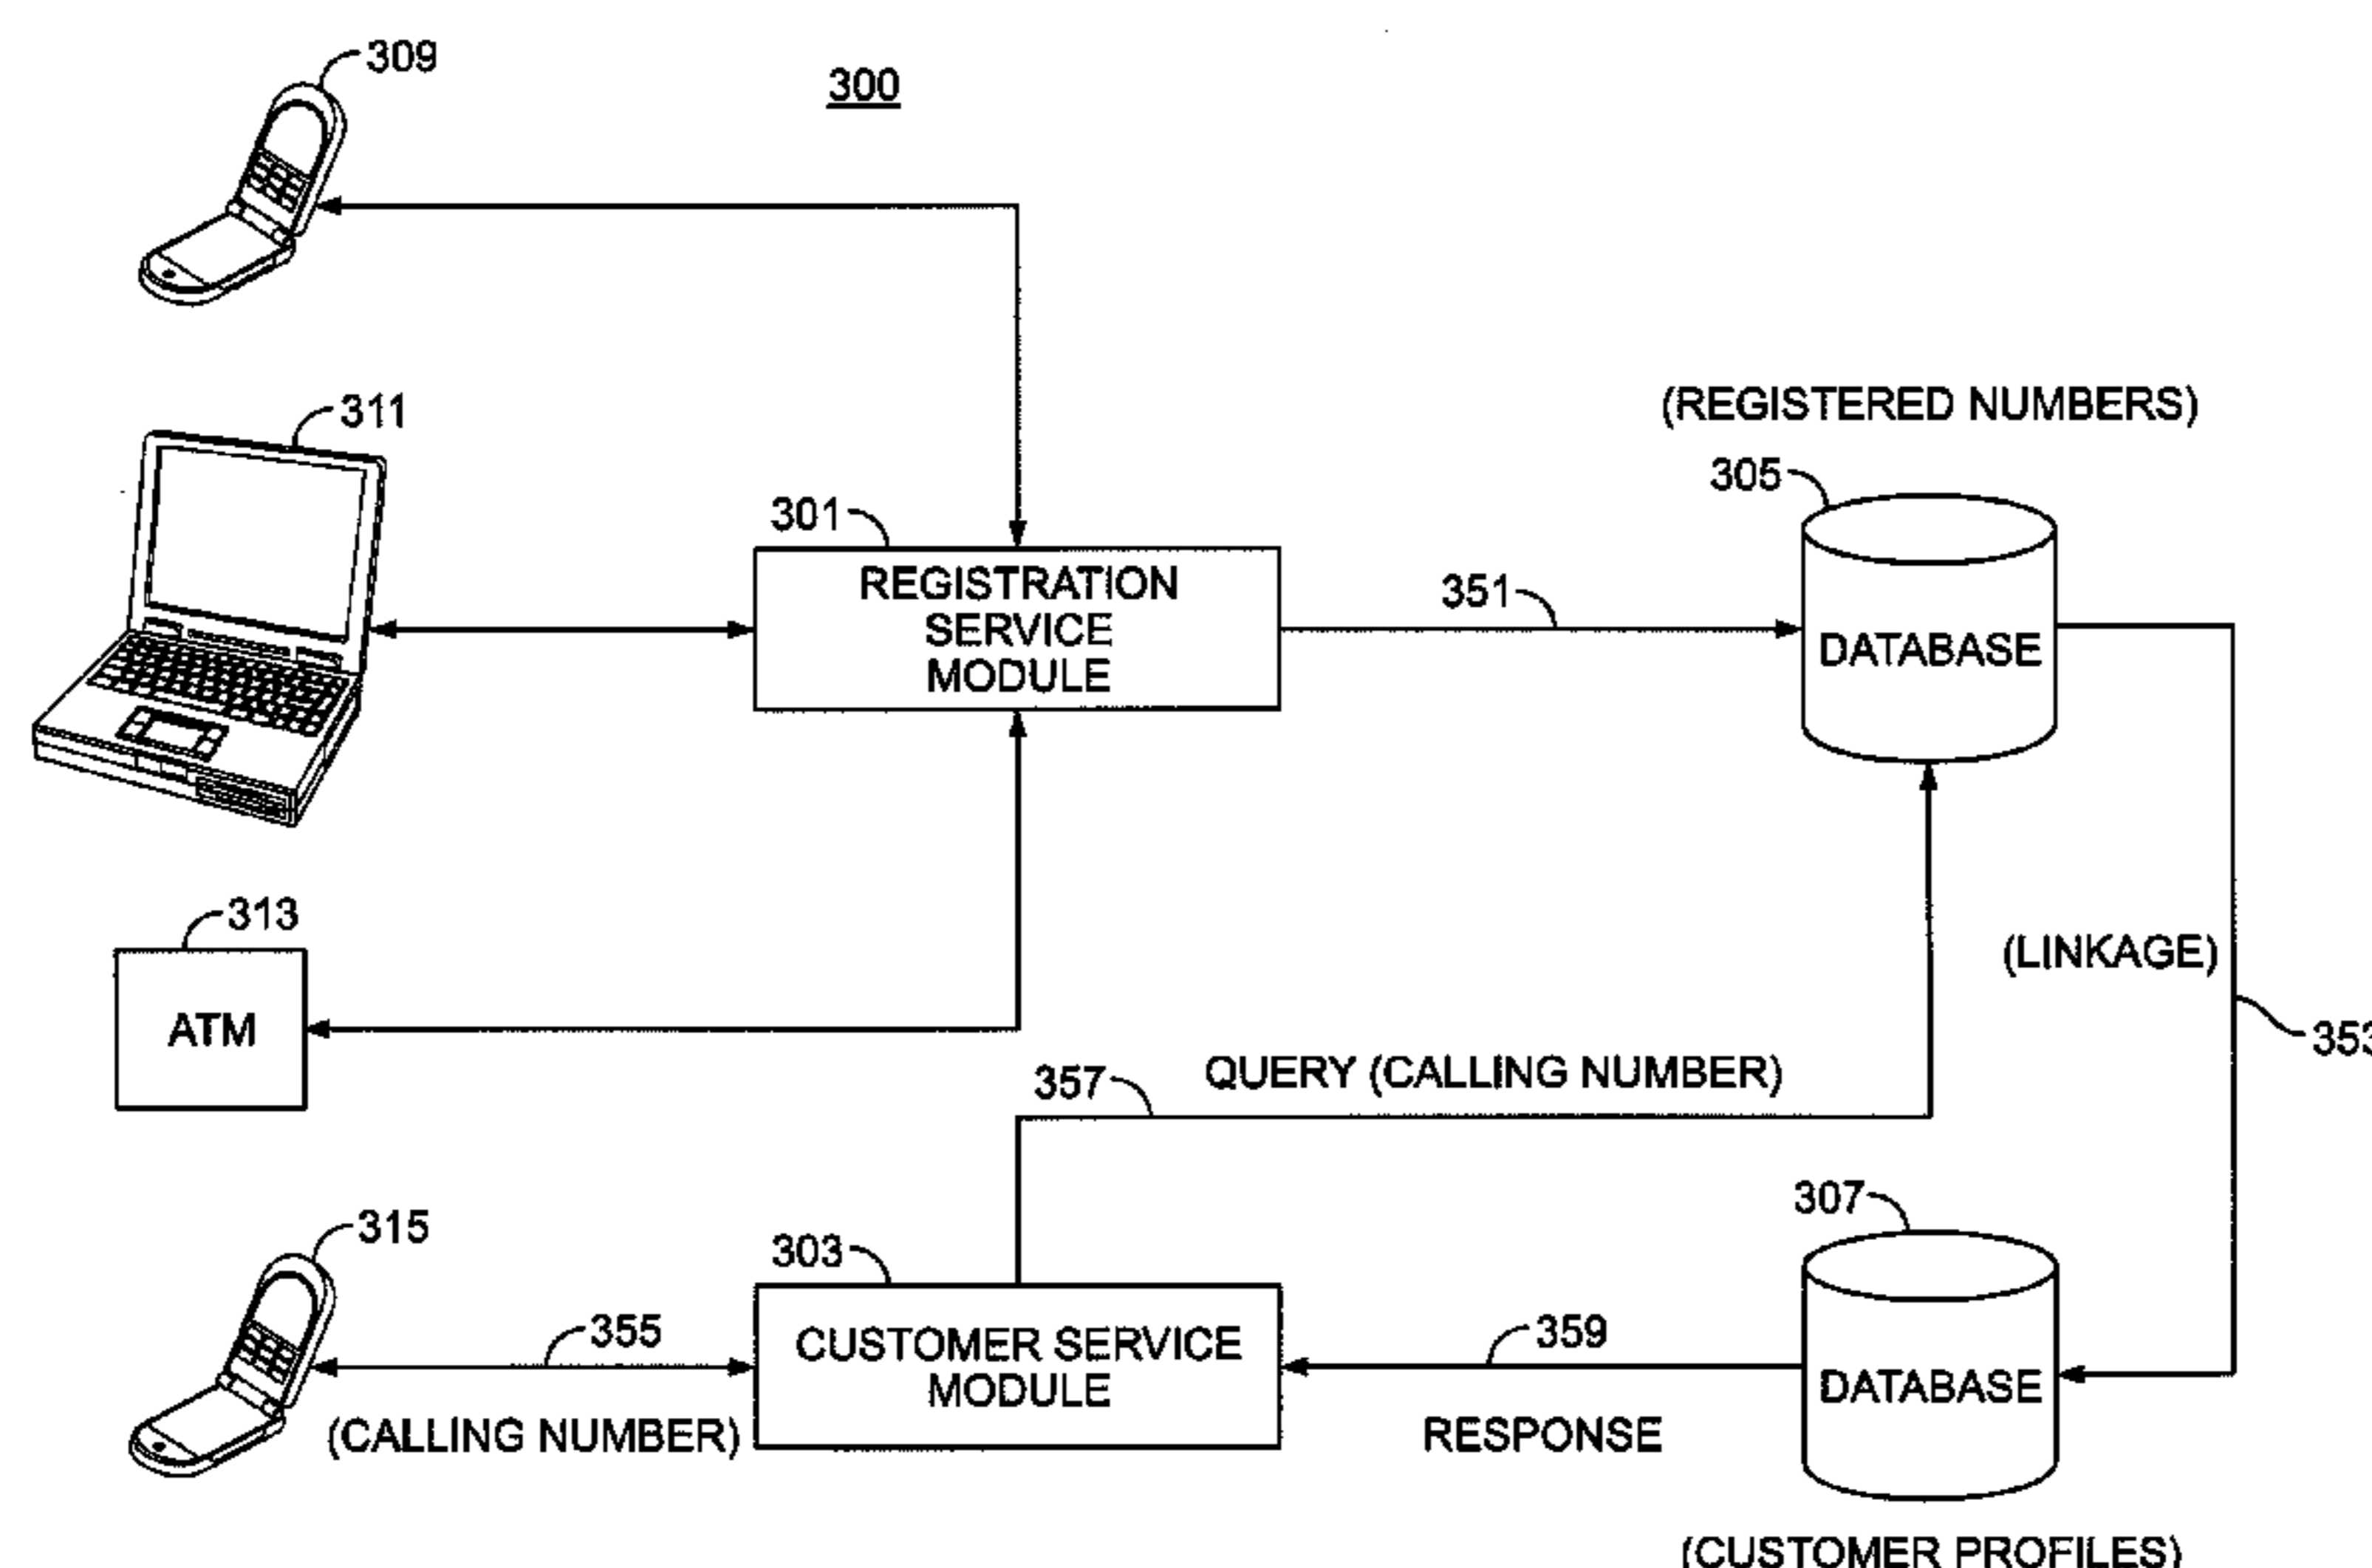 309
300
311
(REGISTERED NUMBERS)
305
301
REGISTRATION
SERVICE
MODULE
351
DATABASE
313
ATM
(LINKAGE)
353
357
QUERY (CALLING NUMBER)
307
315
303
355
CUSTOMER SERVICE
MODULE
359
DATABASE
(CALLING NUMBER)
RESPONSE
(CUSTOMER PROFILES)